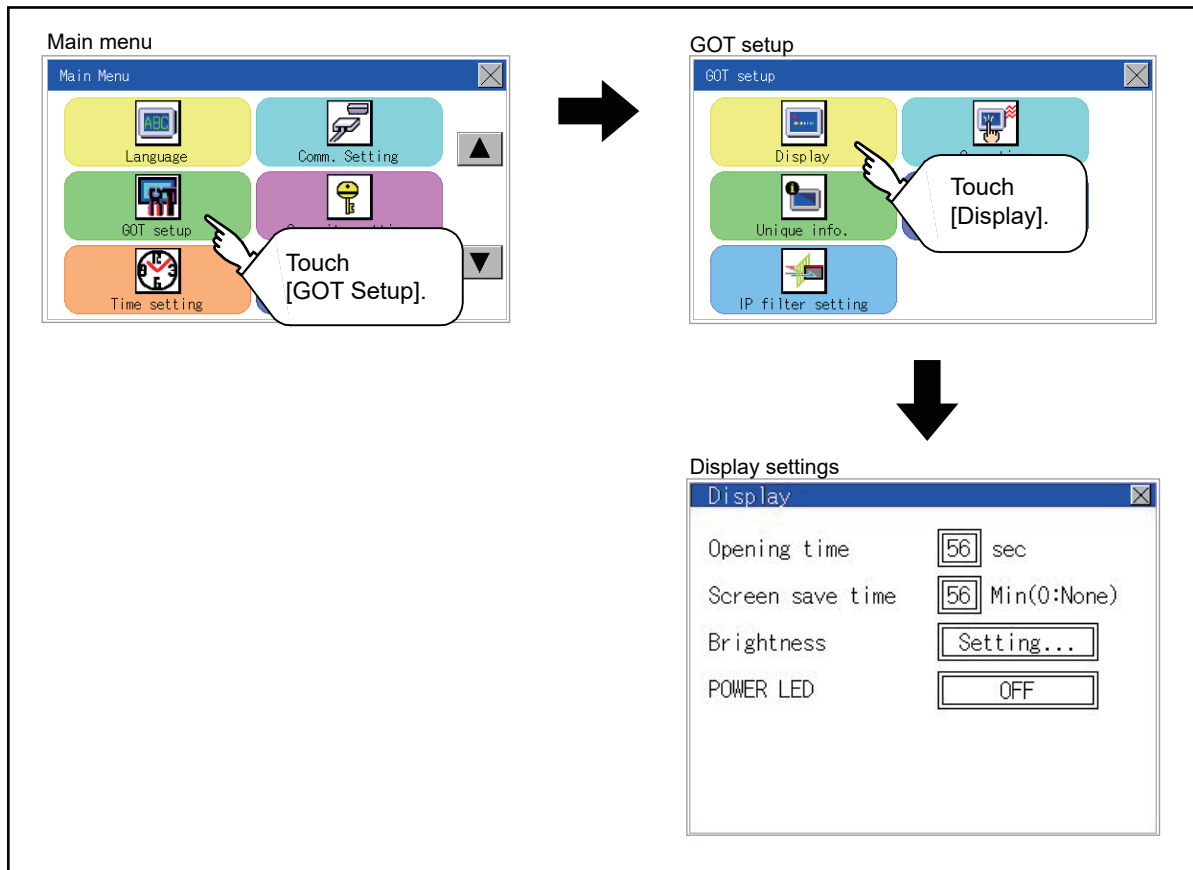 Main menu
Main Menu
ABC
Language
Comm. Setting
GOT setup
Time setting
Touch
[GOT Setup].
GOT setup
GOT setup
Display
Unique info.
IP filter setting
Touch
[Display].
Display settings
Display
Opening time 56 sec
Screen save time 56 Min(0:None)
Brightness Setting...
POWER LED OFF